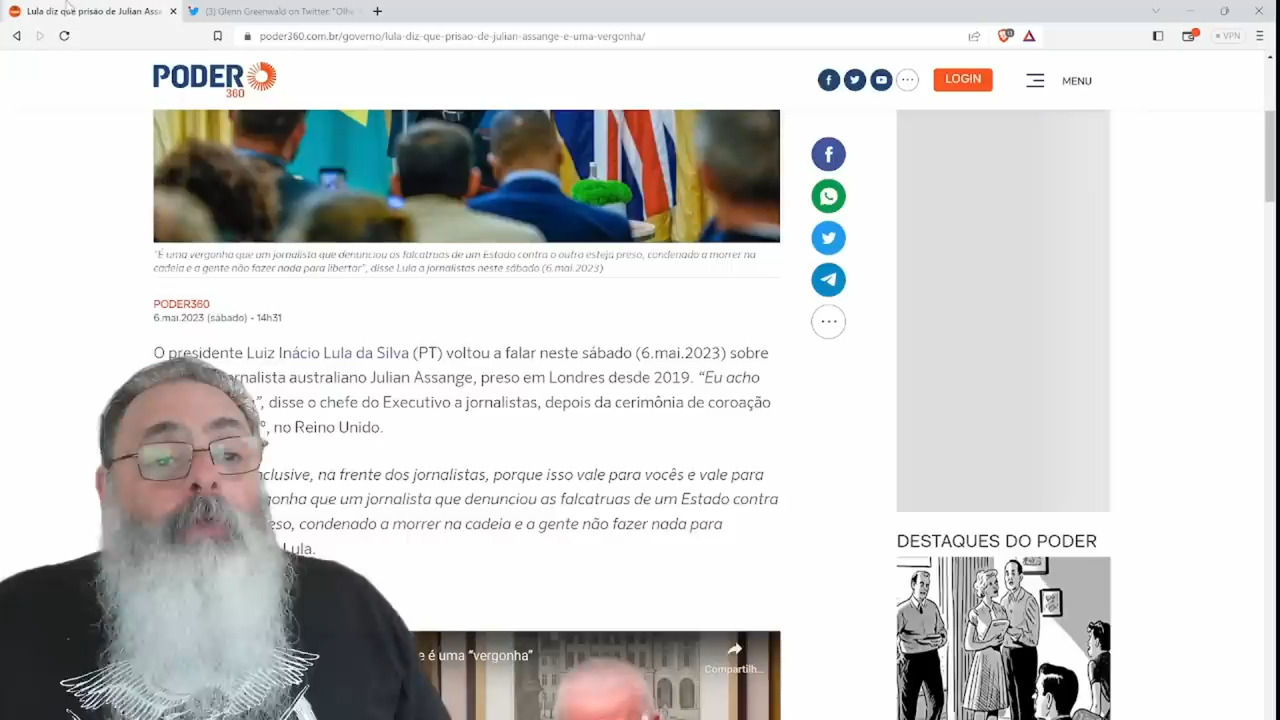 Lula diz que prisão de Julian Assa
(3) Glenn Greenwald on Twitter: "Olhe
poder360.com.br/governo/lula-diz-que-prisao-de-julian-assange-e-uma-vergonha/
VPN
PODER
360
LOGIN
MENU
"É uma vergonha que um jornalista que denunciou as falcatruas de um Estado contra o outro esteja preso, condenado a morrer na
cadeia e a gente não fazer nada para libertar", disse Lula a jornalistas neste sábado (6.mai.2023)
PODER360
6.mai.2023 (sábado) - 14h31
O presidente Luiz Inácio Lula da Silva (PT) voltou a falar neste sábado (6.mai.2023) sobre
rnalista australiano Julian Assange, preso em Londres desde 2019. “Eu acho
”, disse o chefe do Executivo a jornalistas, depois da cerimônia de coroação
, no Reino Unido.
nclusive, na frente dos jornalistas, porque isso vale para vocês e vale para
gonha que um jornalista que denunciou as falcatruas de um Estado contra
eso, condenado a morrer na cadeia e a gente não fazer nada para
Lula.
DESTAQUES DO PODER
e é uma “vergonha”
Compartilh...